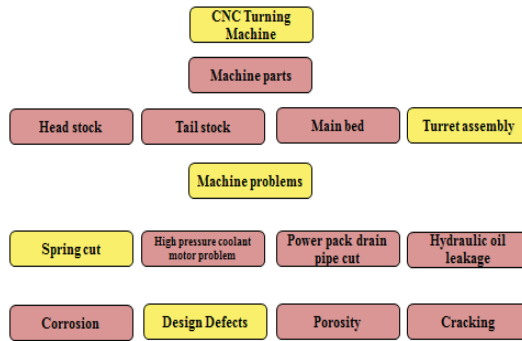 CNC Turning
Machine
Machine parts
Head stock
Tail stock
Main bed
Turret assembly
Machine problems
Spring cut
High pressure coolant
motor problem
Power pack drain
pipe cut
Hydraulic oil
leakage
Corrosion
Design Defects
Porosity
Cracking